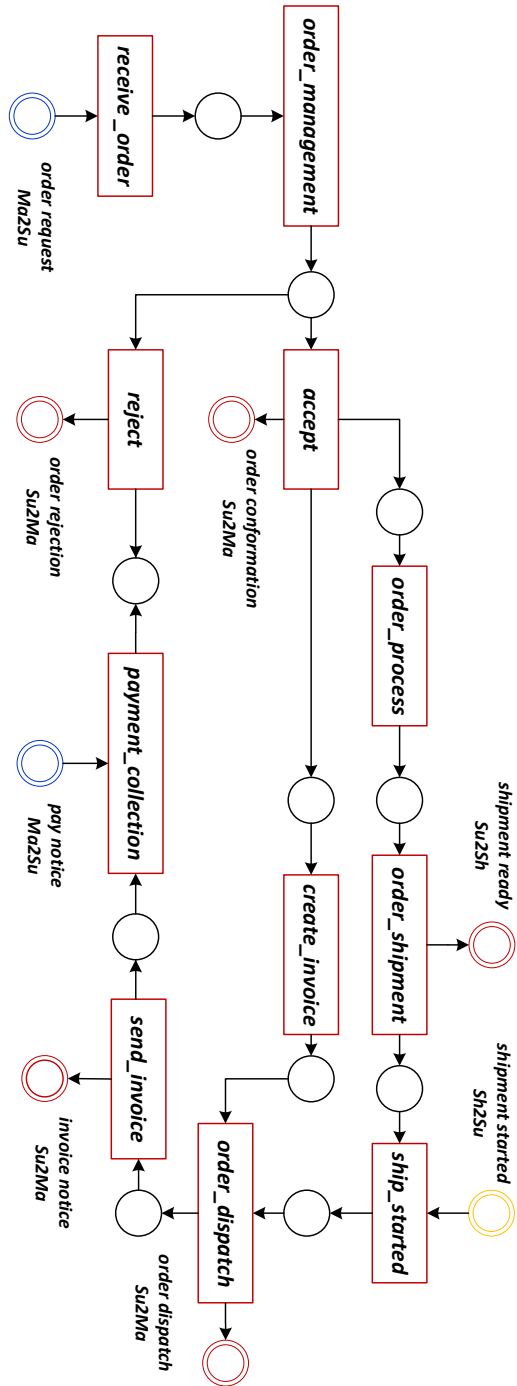 receive_order
order request
Ma2Su
order_management
reject
order rejection
Su2Ma
accept
order conformation
Su2Ma
order_process
payment_collection
pay notice
Ma2Su
create_invoice
order_shipment
shipment ready
Su2Sh
send_invoice
invoice notice
Su2Ma
order_dispatch
order dispatch
Su2Ma
ship_started
shipment started
Sh2Su